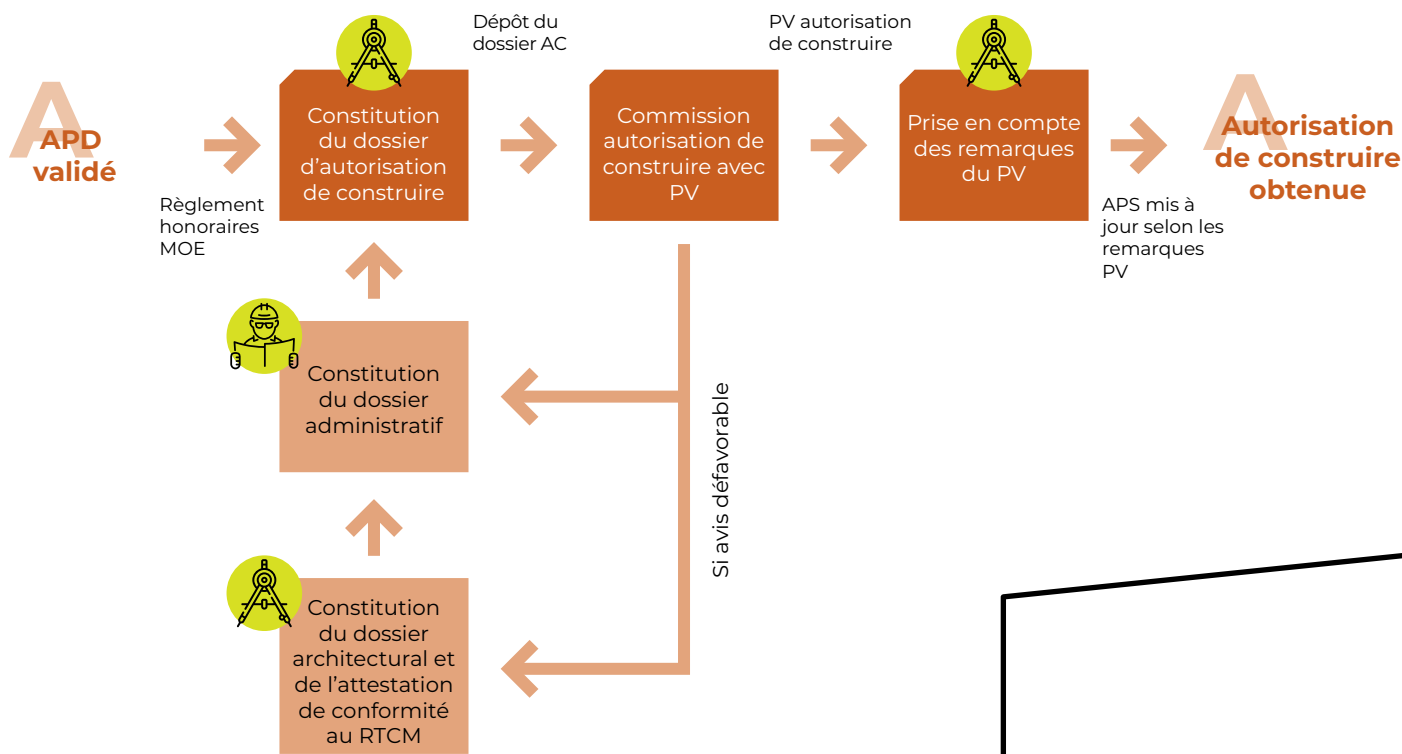 A
APD
validé
Règlement
honoraires
MOE
Constitution
du dossier
d’autorisation
de construire
Dépôt du
dossier AC
Commission
autorisation de
construire avec
PV
PV autorisation
de construire
Prise en compte
des remarques
du PV
APS mis à
jour selon les
remarques
PV
A
Autorisation
de construire
obtenue
Constitution
du dossier
administratif
Si avis défavorable
Constitution
du dossier
architectural et
de l’attestation
de conformité
au RTCM